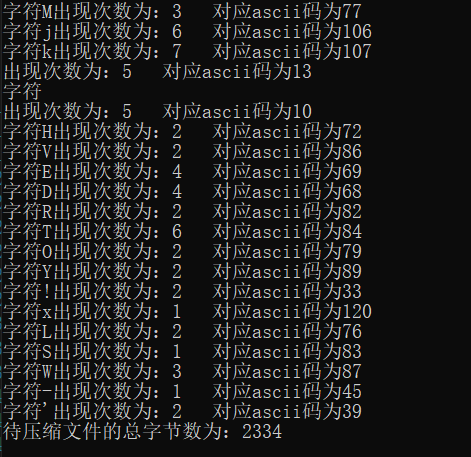 字符M出现次数为：3   对应ascii码为77
字符j出现次数为：6   对应ascii码为106
字符k出现次数为：7   对应ascii码为107
出现次数为：5   对应ascii码为13
字符
出现次数为：5   对应ascii码为10
字符H出现次数为：2   对应ascii码为72
字符V出现次数为：2   对应ascii码为86
字符E出现次数为：4   对应ascii码为69
字符D出现次数为：4   对应ascii码为68
字符R出现次数为：2   对应ascii码为82
字符T出现次数为：6   对应ascii码为84
字符O出现次数为：2   对应ascii码为79
字符Y出现次数为：2   对应ascii码为89
字符!出现次数为：2   对应ascii码为33
字符x出现次数为：1   对应ascii码为120
字符L出现次数为：2   对应ascii码为76
字符S出现次数为：1   对应ascii码为83
字符W出现次数为：3   对应ascii码为87
字符-出现次数为：1   对应ascii码为45
字符'出现次数为：2   对应ascii码为39
待压缩文件的总字节数为：2334